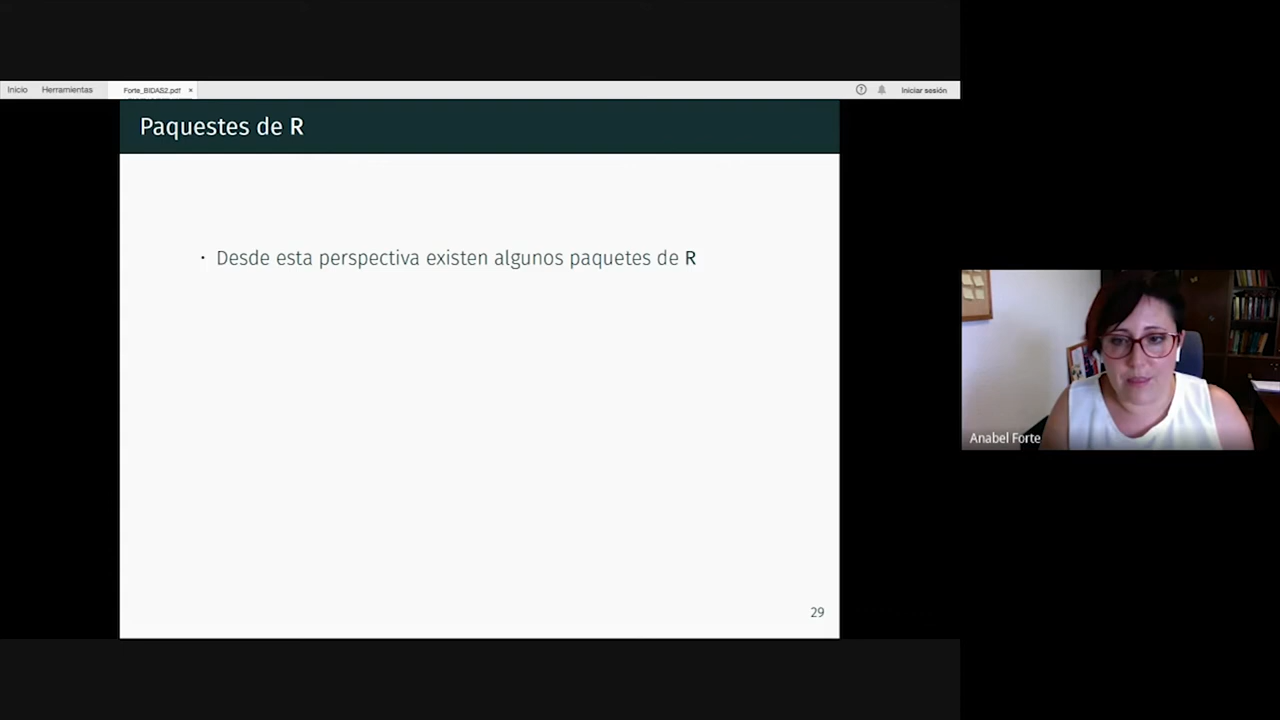 Inicio Herramientas Forte_BIDAS2.pdf × Iniciar sesión
Paquestes de R
• Desde esta perspectiva existen algunos paquetes de R
29
Anabel Forte